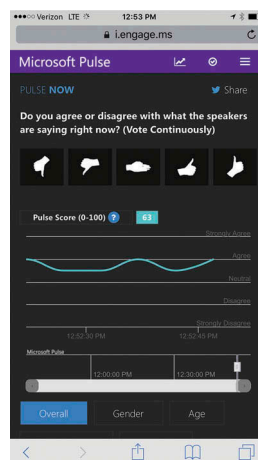 Verizon LTE 12:53 PM
i.engage.ms
Microsoft Pulse
PULSE NOW Share
Do you agree or disagree with what the speakers
are saying right now? (Vote Continuously)
Pulse Score (0-100) ? 63
Strongly Agree
Agree
Neutral
Disagree
Strongly Disagree
12:52:30 PM 12:52:45 PM
Microsoft Pulse
12:00:00 PM 12:30:00 PM
Overall Gender Age